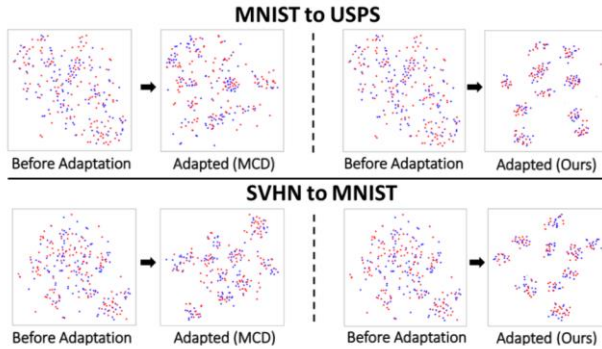 MNIST to USPS
Before Adaptation
Adapted (MCD)
Before Adaptation
Adapted (Ours)
SVHN to MNIST
Before Adaptation
Adapted (MCD)
Before Adaptation
Adapted (Ours)